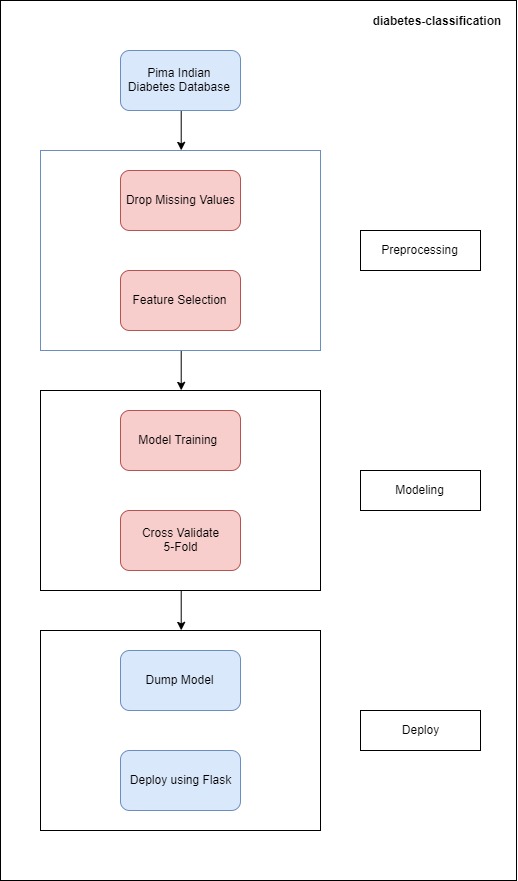 diabetes-classification
Pima Indian
Diabetes Database
Drop Missing Values
Preprocessing
Feature Selection
Model Training
Modeling
Cross Validate
5-Fold
Dump Model
Deploy
Deploy using Flask